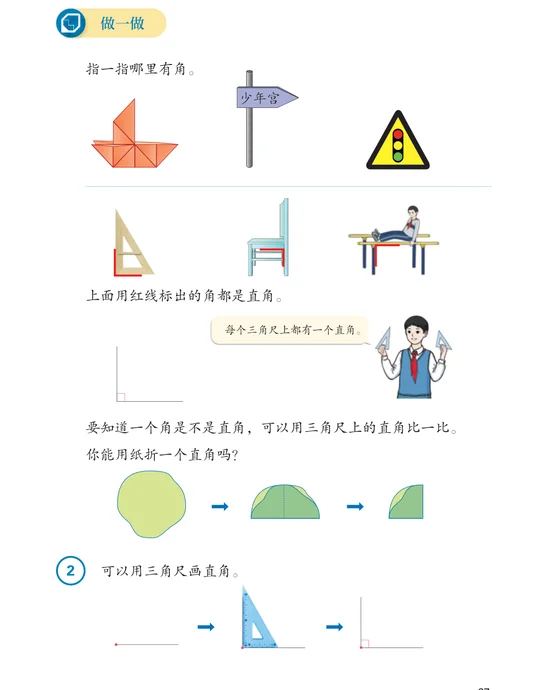 做一做
指一指哪里有角。
少年宫
上面用红线标出的角都是直角。
每个三角尺上都有一个直角。
要知道一个角是不是直角，可以用三角尺上的直角比一比。
你能用纸折一个直角吗？
2 可以用三角尺画直角。